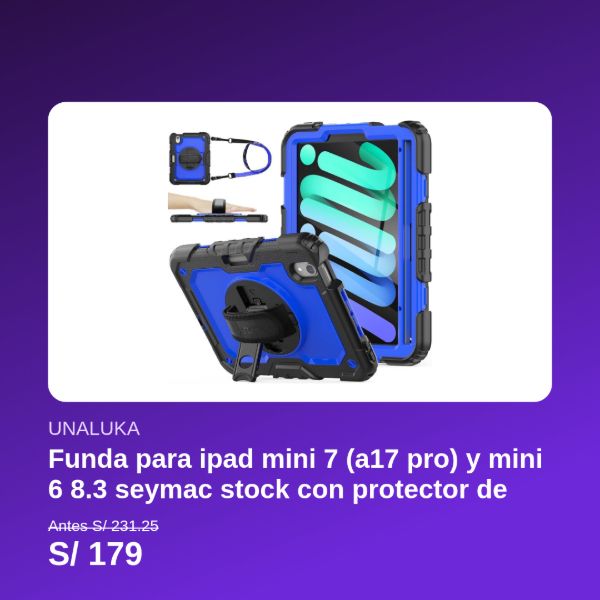 UNALUKA
Funda para ipad mini 7 (a17 pro) y mini
6 8.3 seymac stock con protector de
Antes S/ 231.25
S/ 179